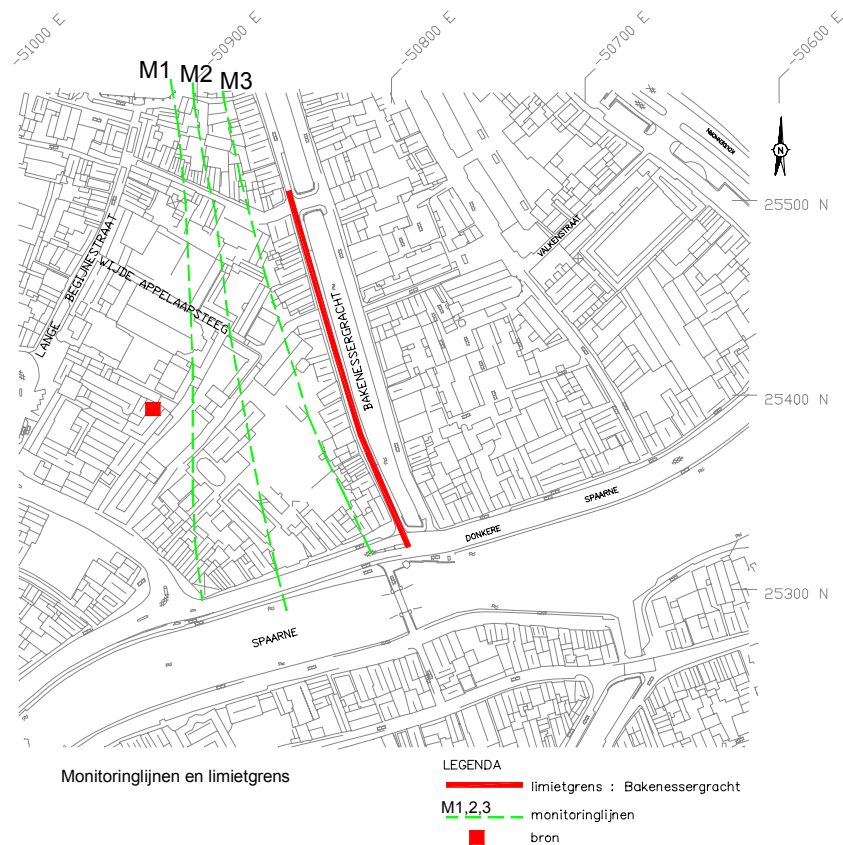 -51000 E
-50900 E
-50800 E
-50700 E
-50600 E
M1
M2
M3
KOUDENHORN
N
25500 N
VALKENSTRAAT
LANGE BEGIJNESTRAAT
WIJDE APPELAARSTEEG
BAKENESSERGRACHT
25400 N
DONKERE SPAARNE
25300 N
SPAARNE
Monitoringlijnen en limietgrens
LEGENDA
limietgrens : Bakenessergracht
M1,2,3
monitoringlijnen
bron